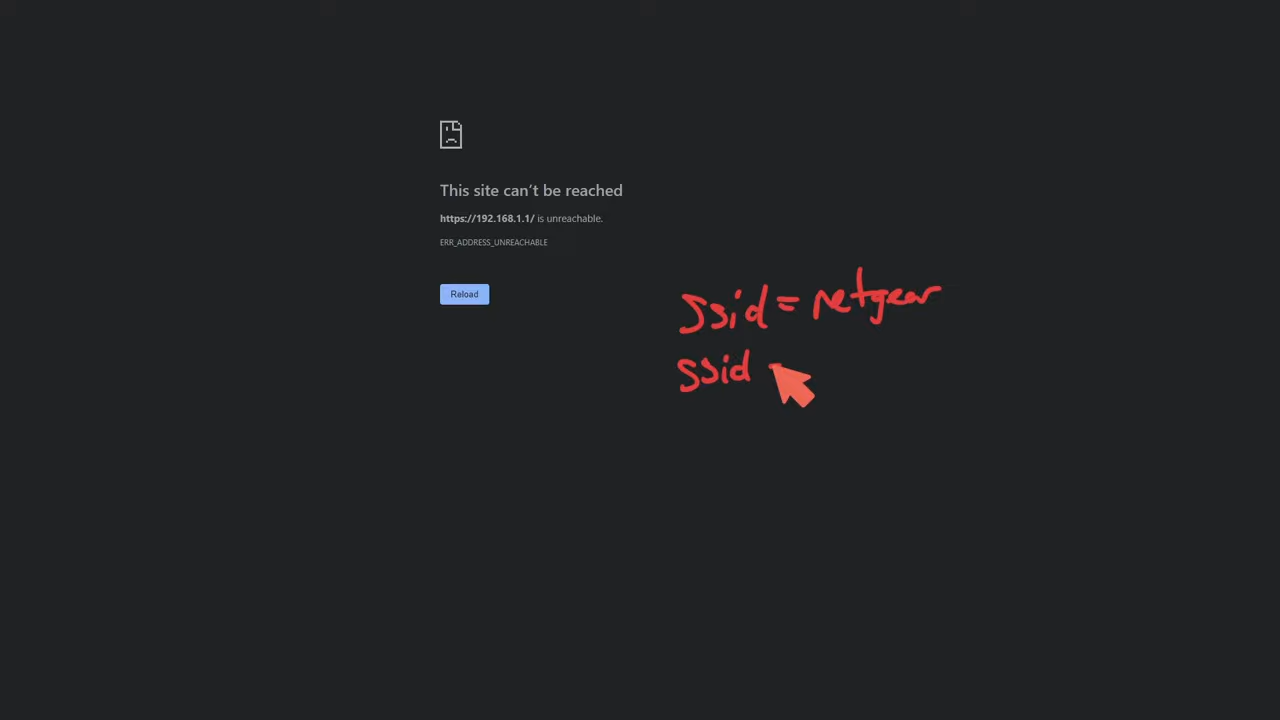 This site can't be reached
https://192.168.1.1/ is unreachable.
ERR_ADDRESS_UNREACHABLE
Reload
ssid = netgear
ssid -